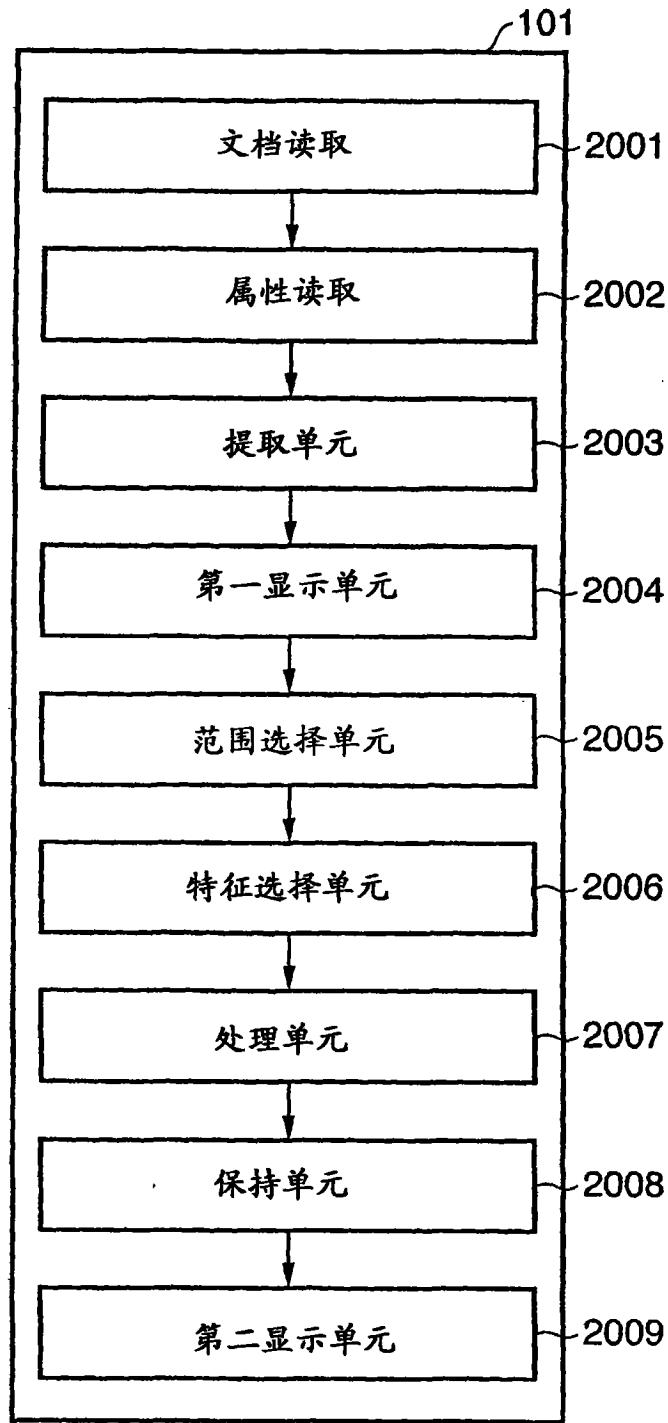 101
文档读取 2001
属性读取 2002
提取单元 2003
第一显示单元 2004
范围选择单元 2005
特征选择单元 2006
处理单元 2007
保持单元 2008
第二显示单元 2009